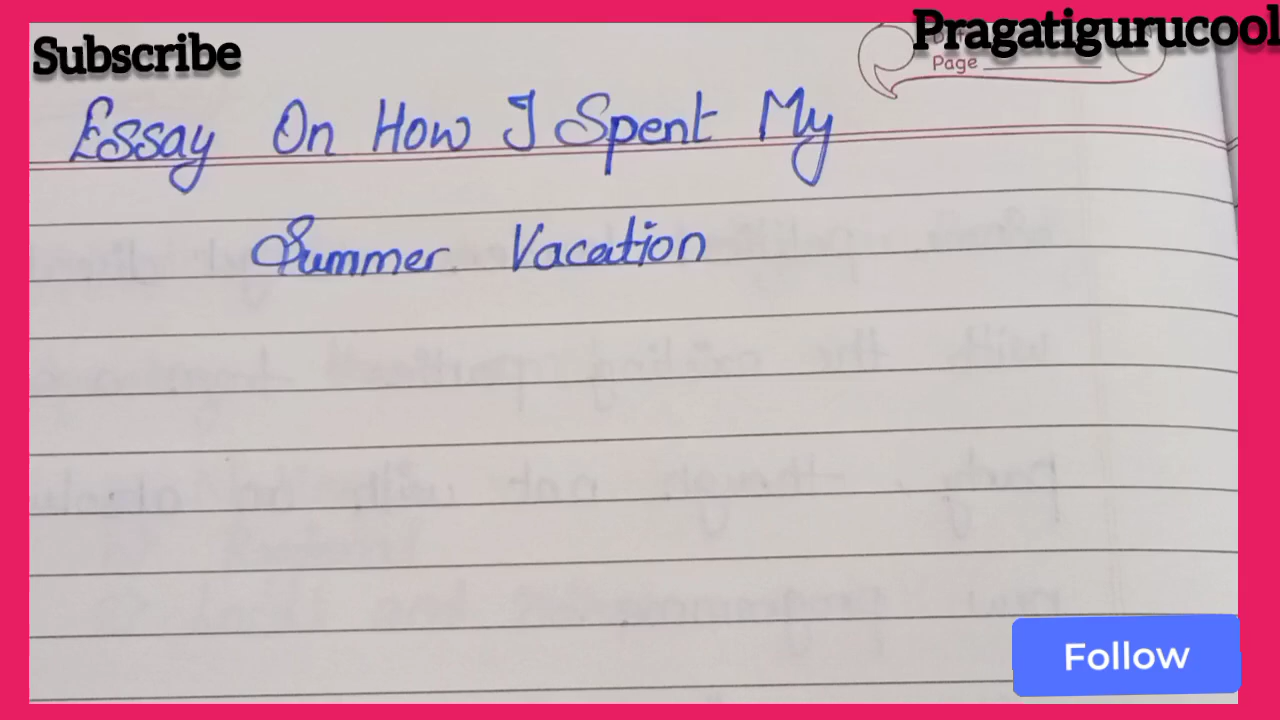 Subscribe
Pragatigurucool
Page
Essay On How I Spent My
Summer Vacation
Follow